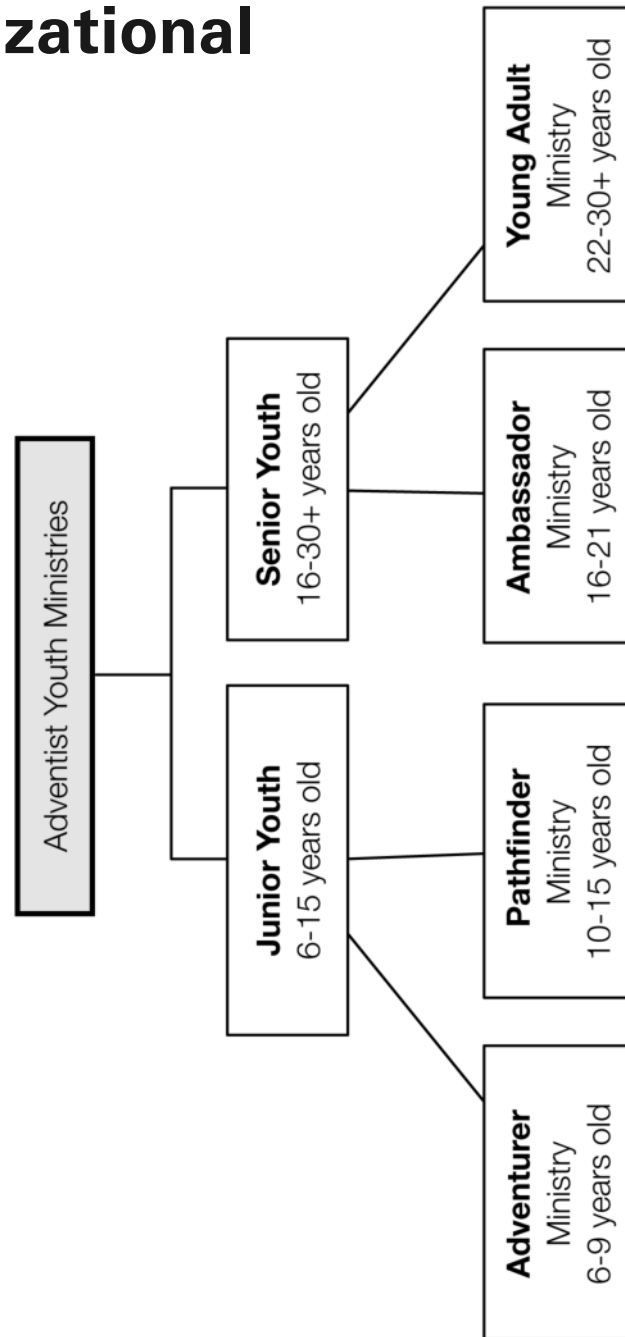 zational
Adventist Youth Ministries
Junior Youth
6-15 years old
Senior Youth
16-30+ years old
Adventurer
Ministry
6-9 years old
Pathfinder
Ministry
10-15 years old
Ambassador
Ministry
16-21 years old
Young Adult
Ministry
22-30+ years old